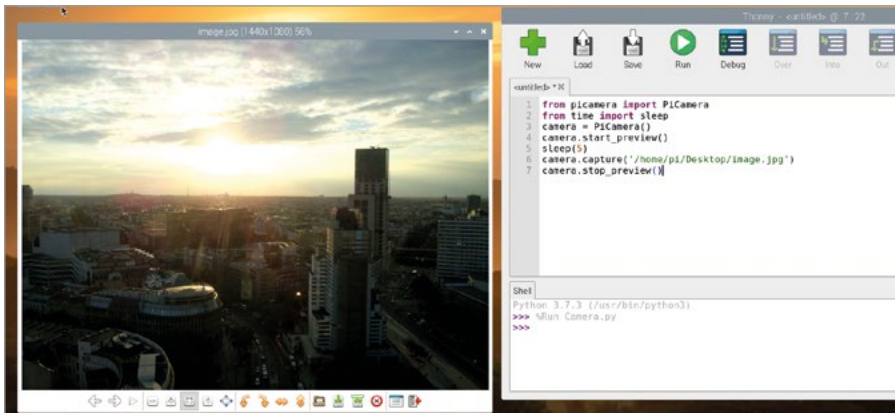 image.jpg (1440x1080) 56%
Thonny - <untitled> @ 7:22
New Load Save Run Debug Over Into Out
<untitled> *
1 from picamera import PiCamera
2 from time import sleep
3 camera = PiCamera()
4 camera.start_preview()
5 sleep(5)
6 camera.capture('/home/pi/Desktop/image.jpg')
7 camera.stop_preview()
Shell
Python 3.7.3 (/usr/bin/python3)
>>> %Run Camera.py
>>>